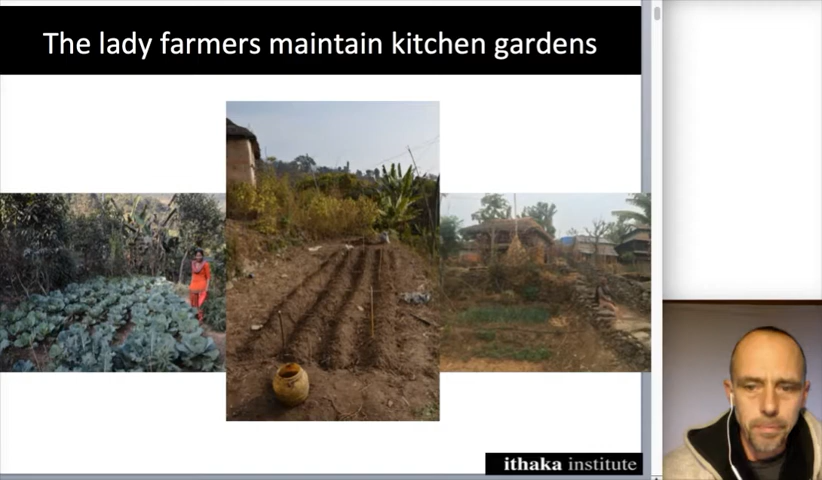 The lady farmers maintain kitchen gardens
ithaka institute